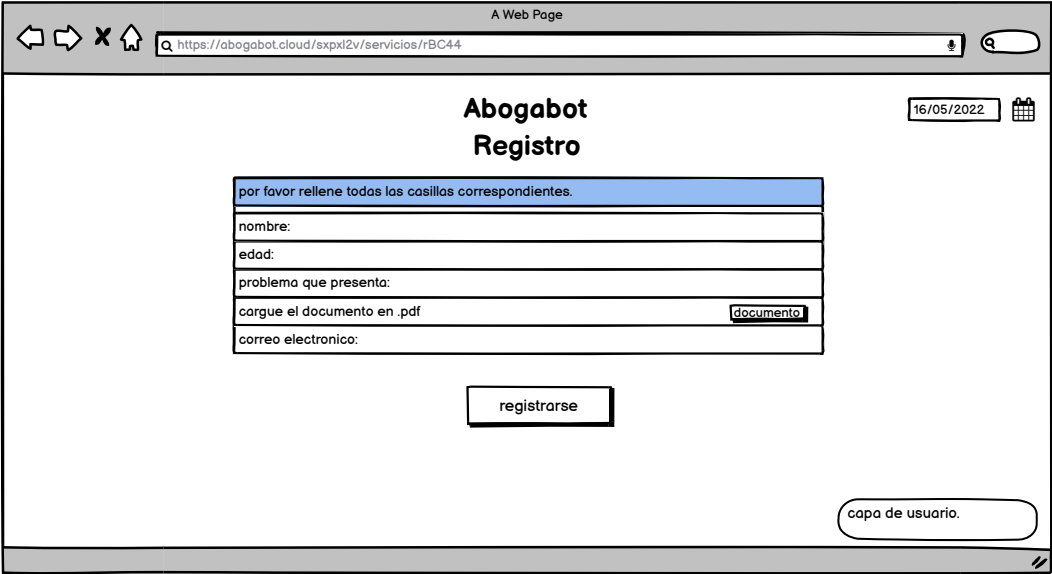 A Web Page
https://abogabot.cloud/sxpxl2v/servicios/rBC44
Abogabot
16/05/2022
Registro
por favor rellene todas las casillas correspondientes.
nombre:
edad:
problema que presenta:
cargue el documento en .pdf
documento
correo electronico:
registrarse
capa de usuario.